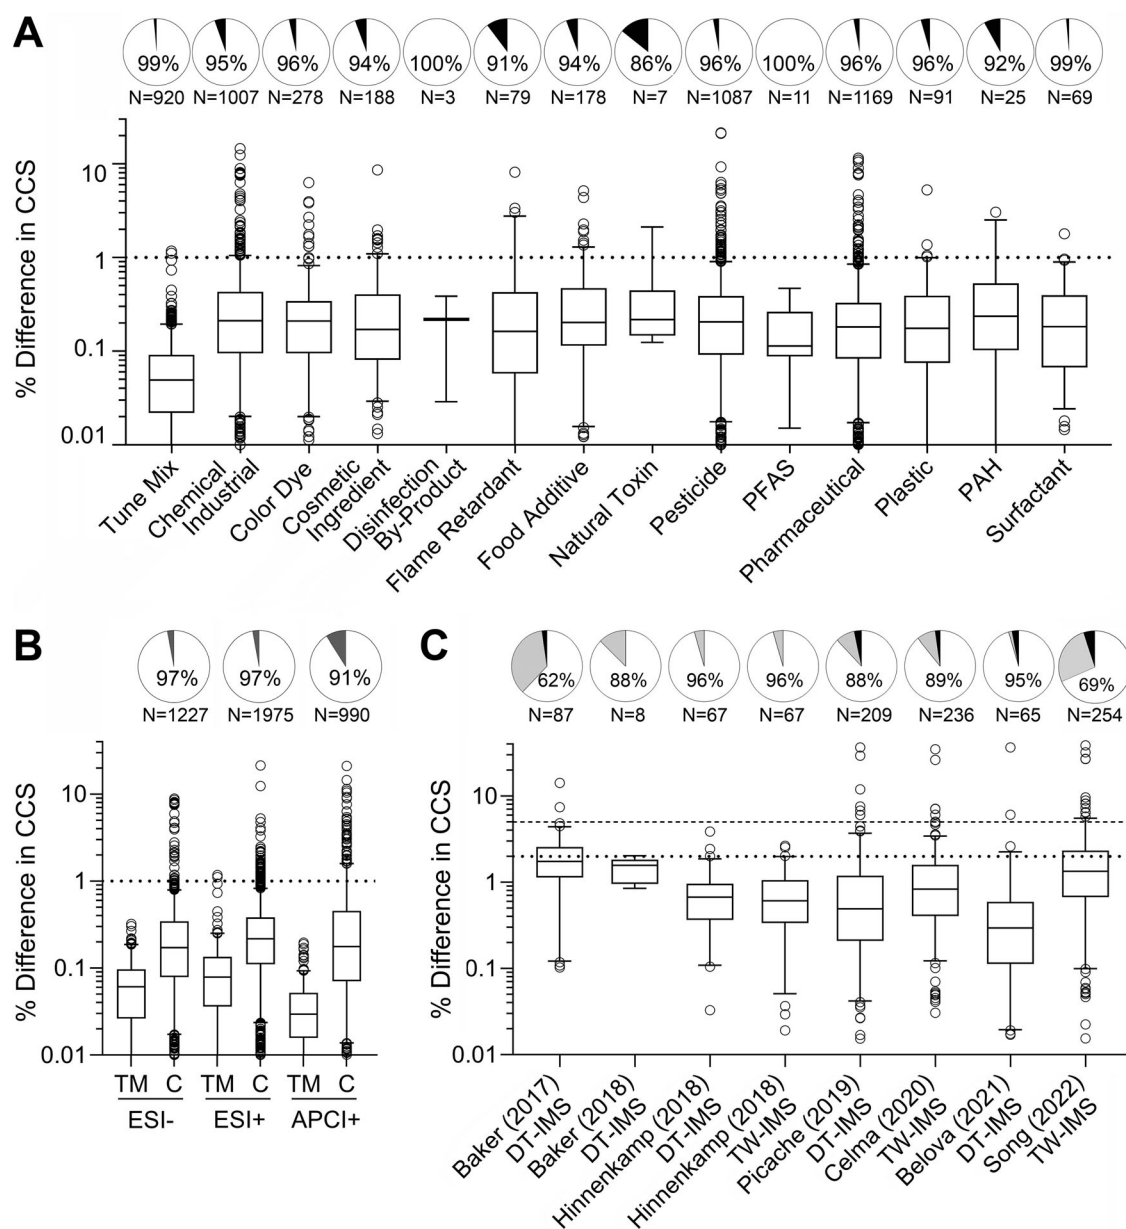 A
99% 95% 96% 94% 100% 91% 94% 86% 96% 100% 96% 96% 92% 99%
N=920 N=1007 N=278 N=188 N=3 N=79 N=178 N=7 N=1087 N=11 N=1169 N=91 N=25 N=69
% Difference in CCS
10
1
0.1
0.01
Tune Mix
Chemical
Industrial
Color Dye
Cosmetic
Ingredient
Disinfection
By-Product
Flame Retardant
Food Additive
Natural Toxin
Pesticide
PFAS
Pharmaceutical
Plastic
PAH
Surfactant
B
97% 97% 91%
N=1227 N=1975 N=990
% Difference in CCS
10
1
0.1
0.01
TM C TM C TM C
ESI- ESI+ APCI+
C
62% 88% 96% 96% 88% 89% 95% 69%
N=87 N=8 N=67 N=67 N=209 N=236 N=65 N=254
% Difference in CCS
10
1
0.1
0.01
Baker (2017)
DT-IMS
Baker (2018)
DT-IMS
Hinnenkamp (2018)
DT-IMS
Hinnenkamp (2018)
TW-IMS
Picache (2019)
DT-IMS
Celma (2020)
TW-IMS
Belova (2021)
DT-IMS
Song (2022)
TW-IMS